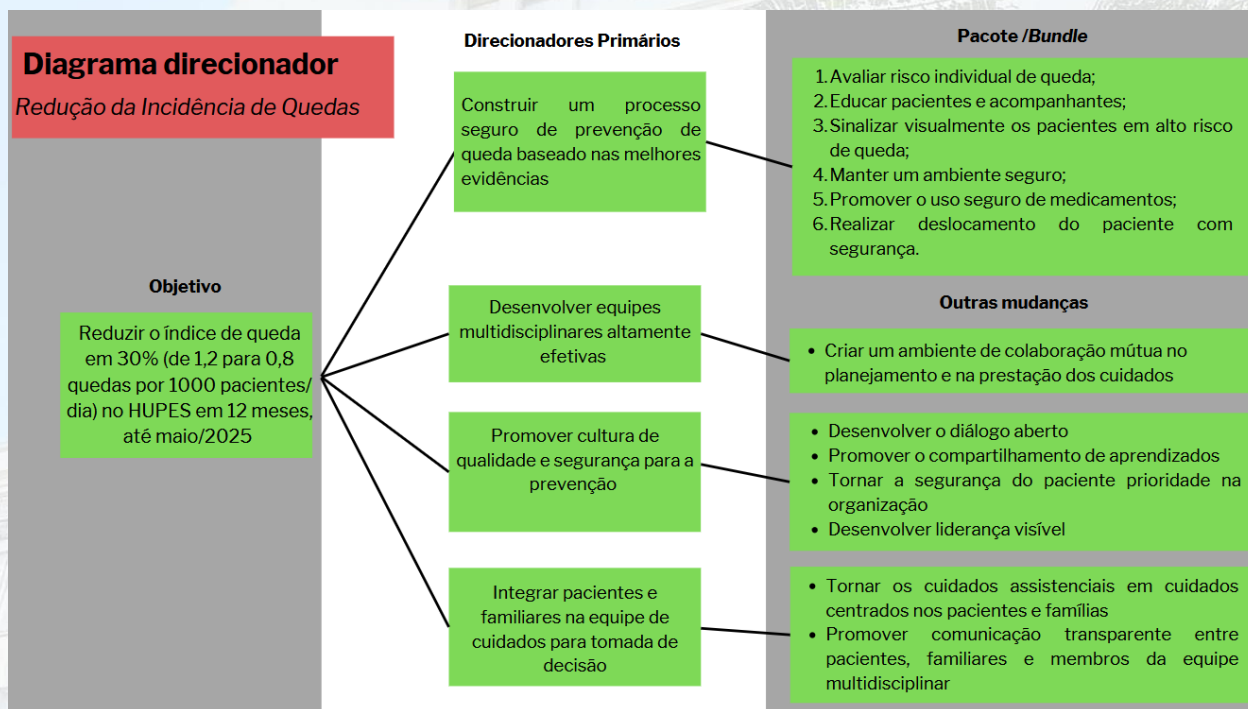 Diagrama direcionador
Redução da Incidência de Quedas
Objetivo
Reduzir o índice de queda
em 30% (de 1,2 para 0,8
quedas por 1000 pacientes/
dia) no HUPES em 12 meses,
até maio/2025
Direcionadores Primários
Construir um processo
seguro de prevenção de
queda baseado nas melhores
evidências
Desenvolver equipes
multidisciplinares altamente
efetivas
Promover cultura de
qualidade e segurança para a
prevenção
Integrar pacientes e
familiares na equipe de
cuidados para tomada de
decisão
Pacote /Bundle
1. Avaliar risco individual de queda;
2. Educar pacientes e acompanhantes;
3. Sinalizar visualmente os pacientes em alto risco
de queda;
4. Manter um ambiente seguro;
5. Promover o uso seguro de medicamentos;
6. Realizar deslocamento do paciente com
segurança.
Outras mudanças
• Criar um ambiente de colaboração mútua no
planejamento e na prestação dos cuidados
• Desenvolver o diálogo aberto
• Promover o compartilhamento de aprendizados
• Tornar a segurança do paciente prioridade na
organização
• Desenvolver liderança visível
• Tornar os cuidados assistenciais em cuidados
centrados nos pacientes e famílias
• Promover comunicação transparente entre
pacientes, familiares e membros da equipe
multidisciplinar